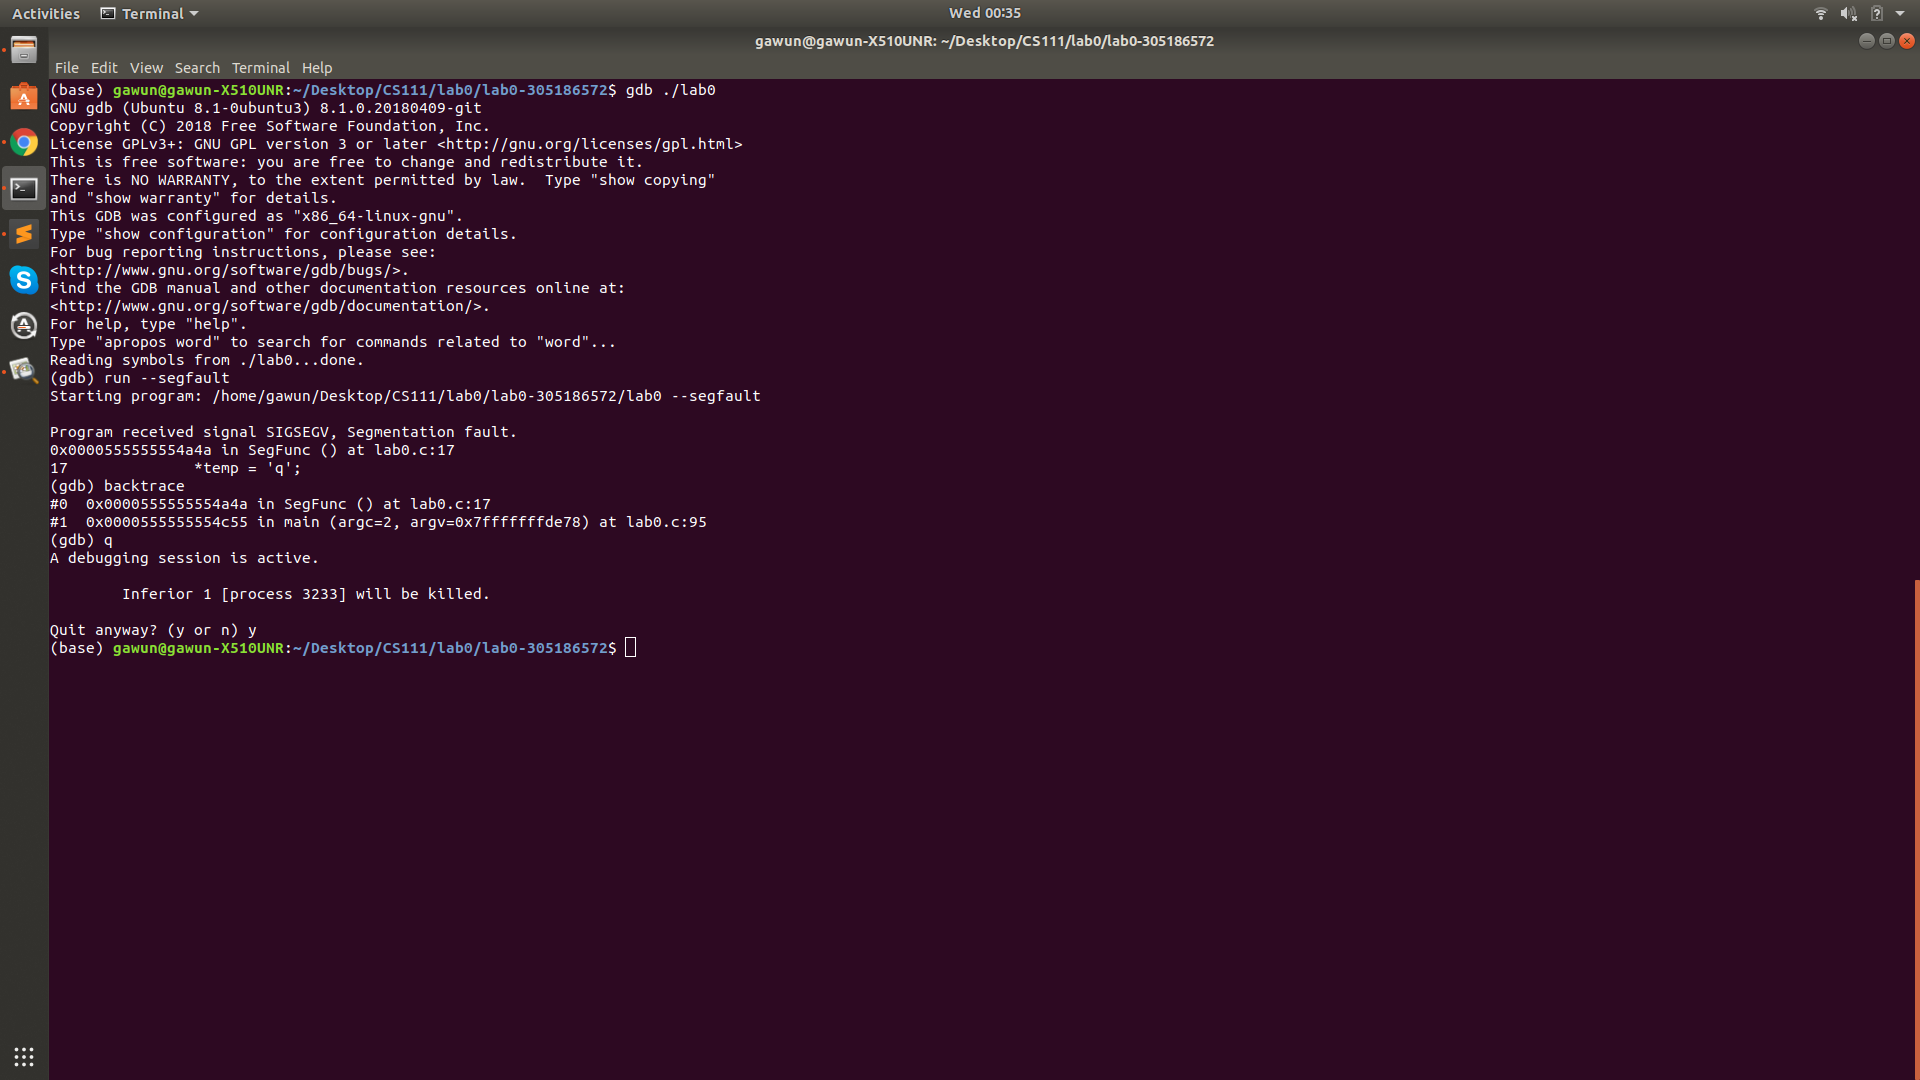 Activities Terminal Wed 00:35
gawun@gawun-X510UNR: ~/Desktop/CS111/lab0/lab0-305186572
File Edit View Search Terminal Help
(base) gawun@gawun-X510UNR:~/Desktop/CS111/lab0/lab0-305186572$ gdb ./lab0
GNU gdb (Ubuntu 8.1-0ubuntu3) 8.1.0.20180409-git
Copyright (C) 2018 Free Software Foundation, Inc.
License GPLv3+: GNU GPL version 3 or later <http://gnu.org/licenses/gpl.html>
This is free software: you are free to change and redistribute it.
There is NO WARRANTY, to the extent permitted by law.  Type "show copying"
and "show warranty" for details.
This GDB was configured as "x86_64-linux-gnu".
Type "show configuration" for configuration details.
For bug reporting instructions, please see:
<http://www.gnu.org/software/gdb/bugs/>.
Find the GDB manual and other documentation resources online at:
<http://www.gnu.org/software/gdb/documentation/>.
For help, type "help".
Type "apropos word" to search for commands related to "word"...
Reading symbols from ./lab0...done.
(gdb) run --segfault
Starting program: /home/gawun/Desktop/CS111/lab0/lab0-305186572/lab0 --segfault
Program received signal SIGSEGV, Segmentation fault.
0x0000555555554a4a in SegFunc () at lab0.c:17
17              *temp = 'q';
(gdb) backtrace
#0  0x0000555555554a4a in SegFunc () at lab0.c:17
#1  0x0000555555554c55 in main (argc=2, argv=0x7fffffffde78) at lab0.c:95
(gdb) q
A debugging session is active.
Inferior 1 [process 3233] will be killed.
Quit anyway? (y or n) y
(base) gawun@gawun-X510UNR:~/Desktop/CS111/lab0/lab0-305186572$